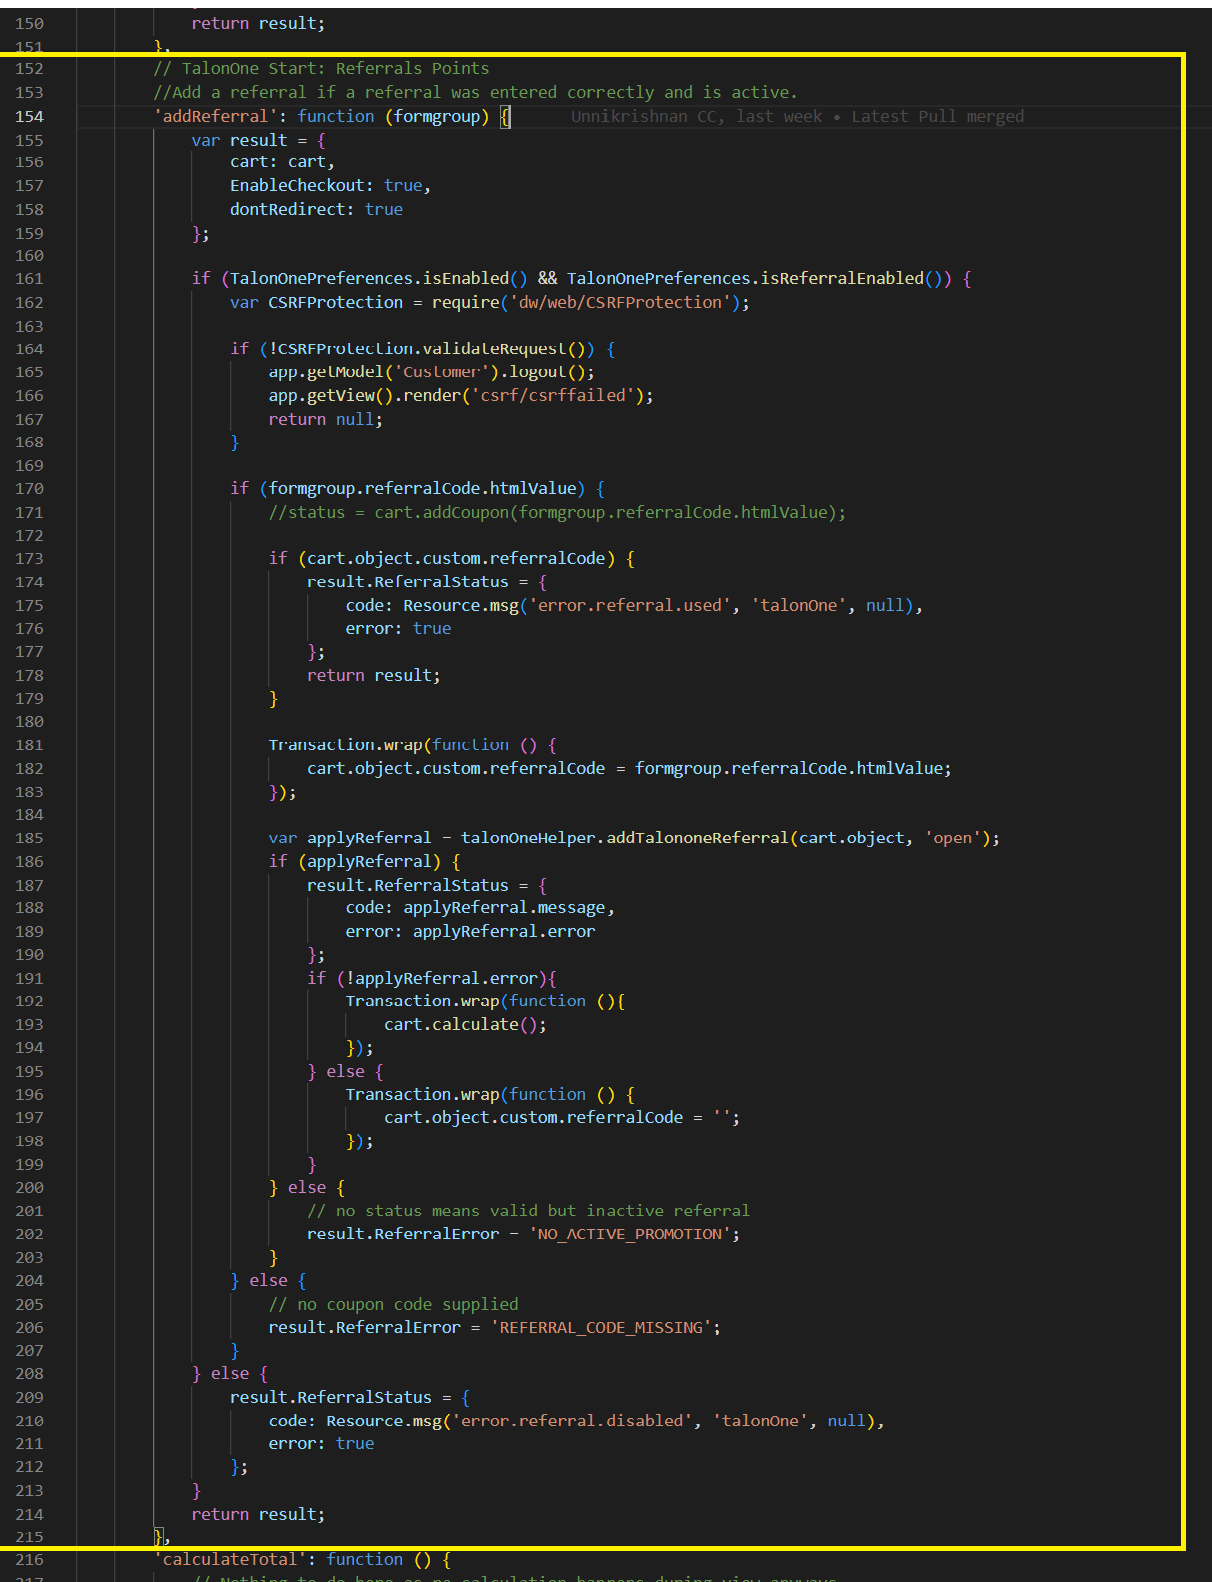 150 return result;
151 },
152 // TalonOne Start: Referrals Points
153 //Add a referral if a referral was entered correctly and is active.
154 'addReferral': function (formgroup) { Unnikrishnan CC, last week • Latest Pull merged
155 var result = {
156 cart: cart,
157 EnableCheckout: true,
158 dontRedirect: true
159 };
160
161 if (TalonOnePreferences.isEnabled() && TalonOnePreferences.isReferralEnabled()) {
162 var CSRFProtection = require('dw/web/CSRFProtection');
163
164 if (!CSRFProtection.validateRequest()) {
165 app.getModel('Customer').logout();
166 app.getView().render('csrf/csrffailed');
167 return null;
168 }
169
170 if (formgroup.referralCode.htmlValue) {
171 //status = cart.addCoupon(formgroup.referralCode.htmlValue);
172
173 if (cart.object.custom.referralCode) {
174 result.ReferralStatus = {
175 code: Resource.msg('error.referral.used', 'talonOne', null),
176 error: true
177 };
178 return result;
179 }
180
181 Transaction.wrap(function () {
182 cart.object.custom.referralCode = formgroup.referralCode.htmlValue;
183 });
184
185 var applyReferral = talonOneHelper.addTalononeReferral(cart.object, 'open');
186 if (applyReferral) {
187 result.ReferralStatus = {
188 code: applyReferral.message,
189 error: applyReferral.error
190 };
191 if (!applyReferral.error){
192 Transaction.wrap(function (){
193 cart.calculate();
194 });
195 } else {
196 Transaction.wrap(function () {
197 cart.object.custom.referralCode = '';
198 });
199 }
200 } else {
201 // no status means valid but inactive referral
202 result.ReferralError = 'NO_ACTIVE_PROMOTION';
203 }
204 } else {
205 // no coupon code supplied
206 result.ReferralError = 'REFERRAL_CODE_MISSING';
207 }
208 } else {
209 result.ReferralStatus = {
210 code: Resource.msg('error.referral.disabled', 'talonOne', null),
211 error: true
212 };
213 }
214 return result;
215 },
216 'calculateTotal': function () {
217 // Nothing to do here as no calculation happens during view anyways